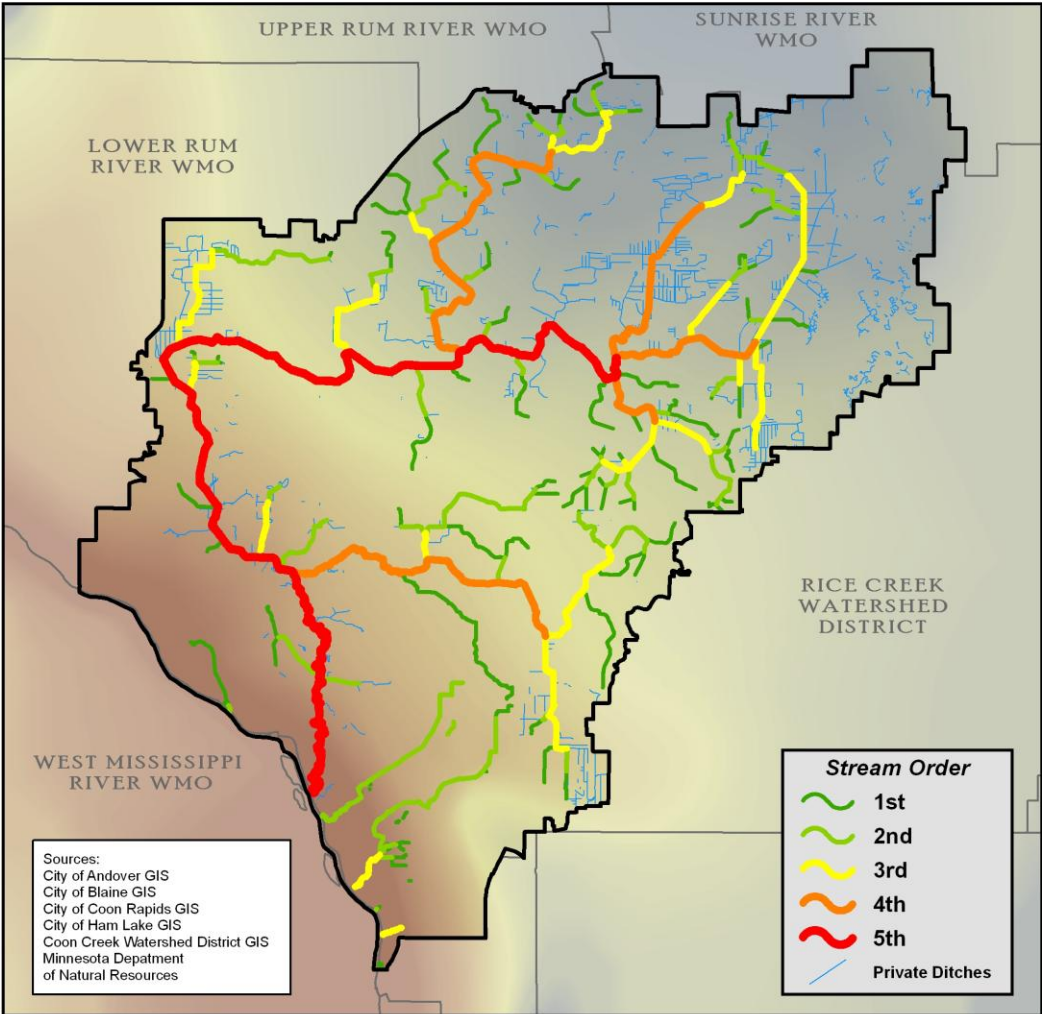 UPPER RUM RIVER WMO
SUNRISE RIVER
WMO
LOWER RUM
RIVER WMO
RICE CREEK
WATERSHED
DISTRICT
WEST MISSISSIPPI
RIVER WMO
Stream Order
1st
2nd
3rd
4th
5th
Private Ditches
Sources:
City of Andover GIS
City of Blaine GIS
City of Coon Rapids GIS
City of Ham Lake GIS
Coon Creek Watershed District GIS
Minnesota Depatment
of Natural Resources